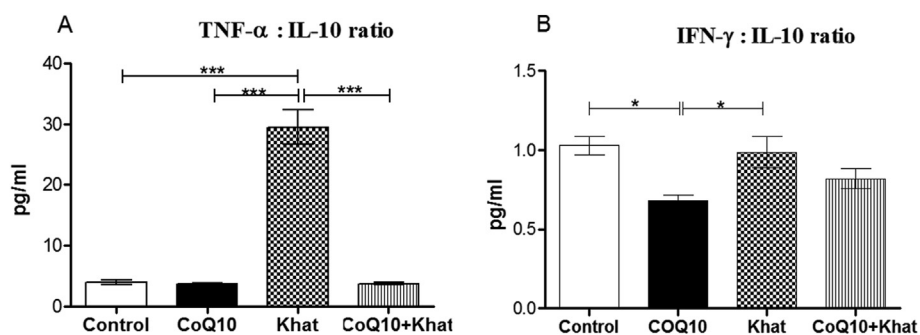 A
TNF-α : IL-10 ratio
***
***
***
40
30
20
10
0
pg/ml
Control CoQ10 Khat CoQ10+Khat
B
IFN-γ : IL-10 ratio
*
*
1.5
1.0
0.5
0.0
pg/ml
Control COQ10 Khat CoQ10+Khat